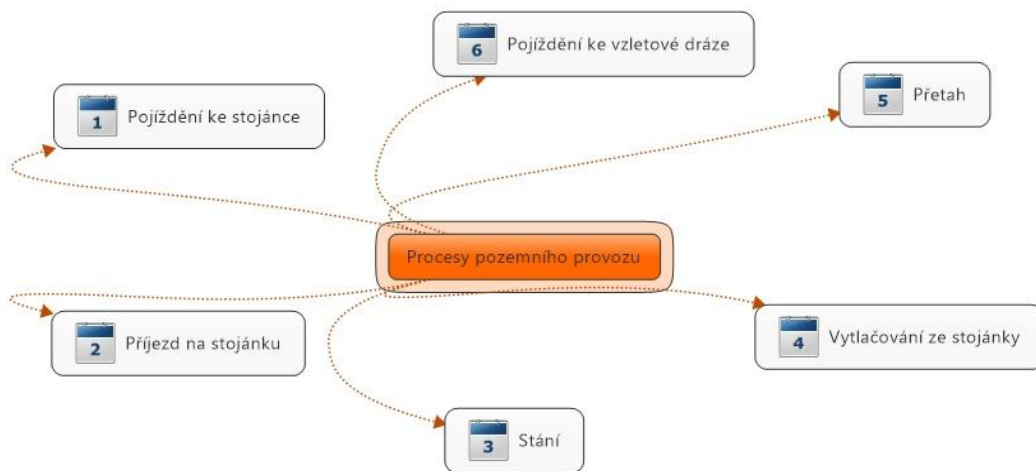 6 Pojíždění ke vzletové dráze
5 Přetah
1 Pojíždění ke stojánce
Procesy pozemního provozu
2 Příjezd na stojánku
4 Vytlačování ze stojánky
3 Stání